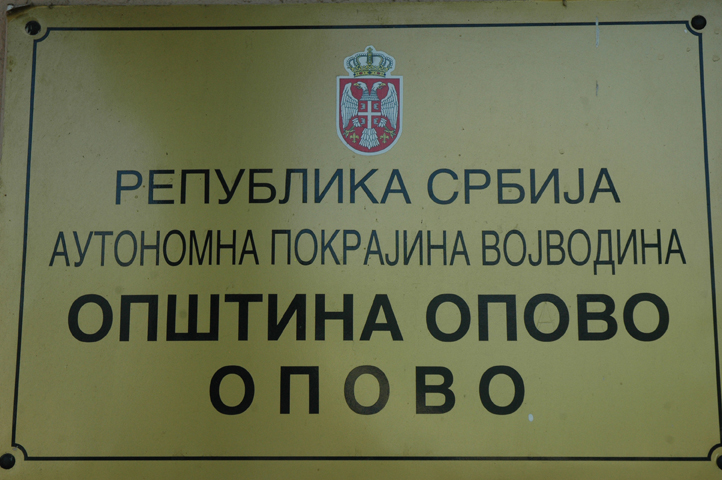 РЕПУБЛИКА СРБИЈА
АУТОНОМНА ПОКРАЈИНА ВОЈВОДИНА
ОПШТИНА ОПОВО
ОПОВО